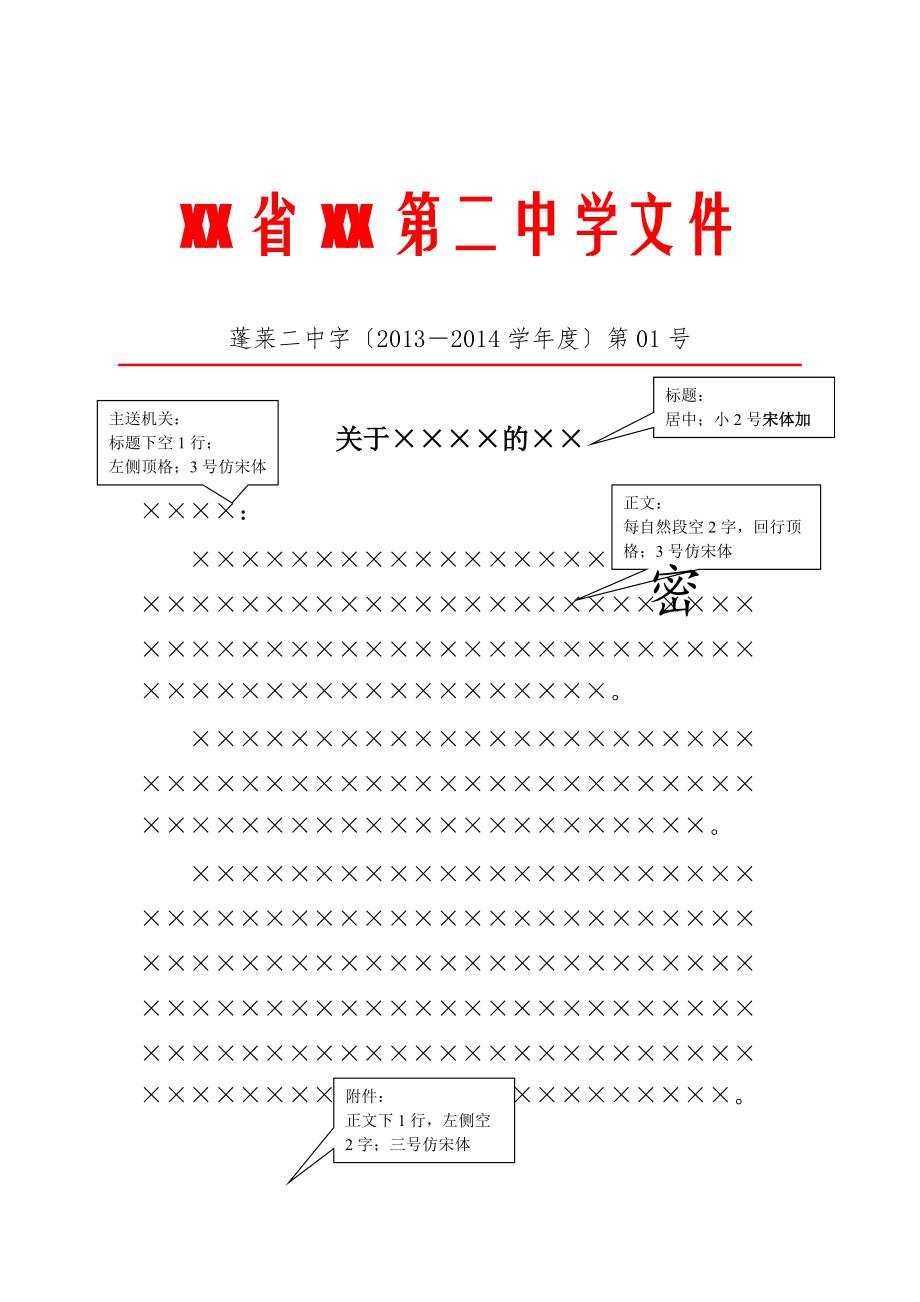 XX省XX第二中学文件
蓬莱二中字〔2013－2014学年度〕第01号
标题：
居中；小2号宋体加
主送机关：
标题下空1行；
左侧顶格；3号仿宋体
关于××××的××
××××：
正文：
每自然段空2字，回行顶
格；3号仿宋体
×××××××××××××××××
×××××××××××××××××××××密×××
×××××××××××××××××××××××××
×××××××××××××××××××。
×××××××××××××××××××××××
×××××××××××××××××××××××××
×××××××××××××××××××××××。
×××××××××××××××××××××××
×××××××××××××××××××××××××
×××××××××××××××××××××××××
×××××××××××××××××××××××××
×××××××××××××××××××××××××
×××××××× ×××××××××。
附件：
正文下1行，左侧空
2字；三号仿宋体